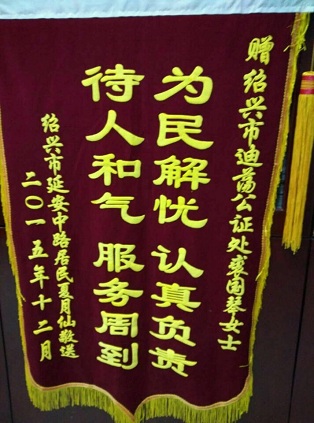 赠绍兴市迪荡公证处裘国琴女士
为民解忧 认真负责
待人和气 服务周到
绍兴市延安中路居民夏月仙敬送
二〇一五年十二月